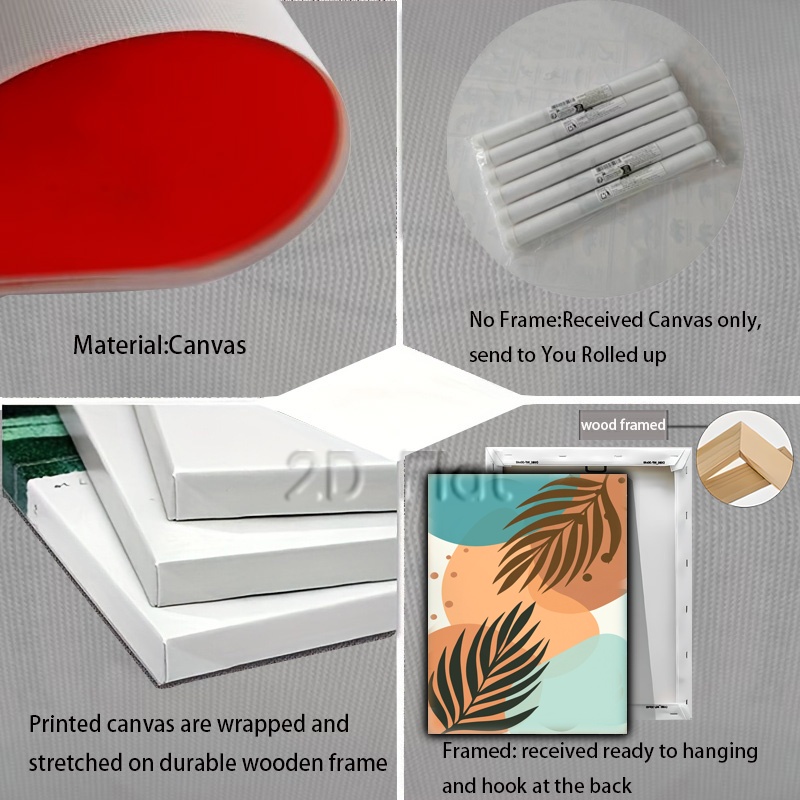 Material:Canvas
No Frame:Received Canvas only,
send to You Rolled up
wood framed
2D Flat
Printed canvas are wrapped and
stretched on durable wooden frame
Framed: received ready to hanging
and hook at the back